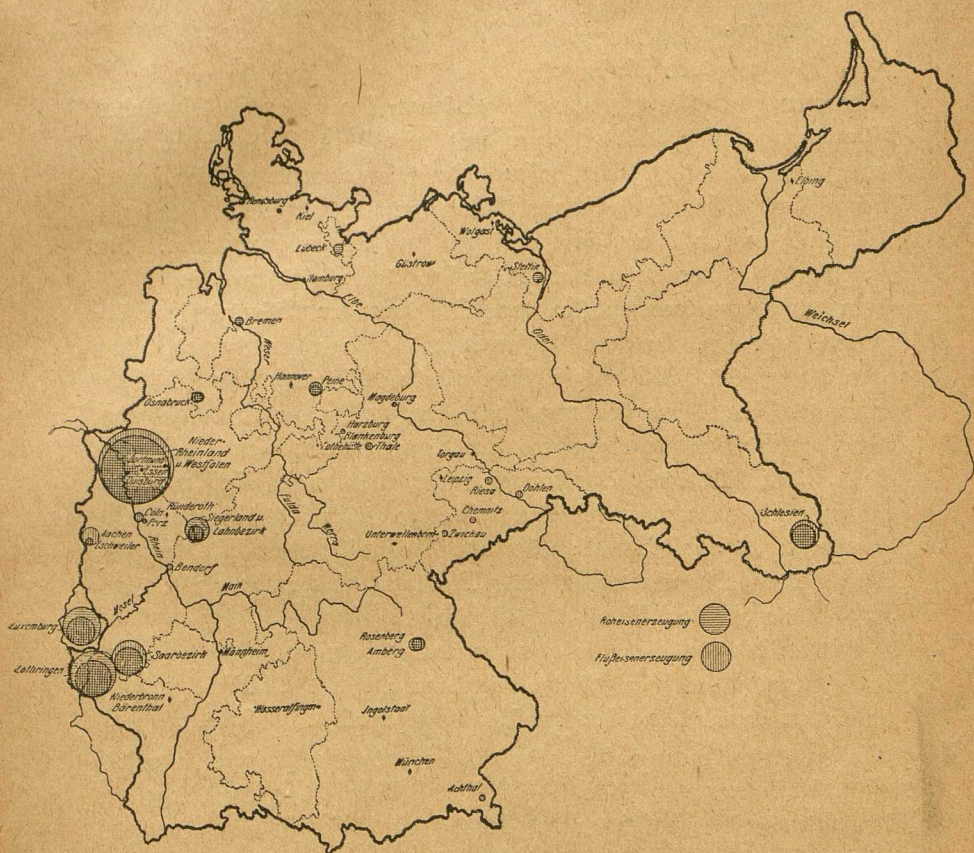 Elbing
Flensburg
Kiel
Lübeck
Wolgast
Güstrow
Stettin
Hamburg
Elbe
Oder
Weichsel
Bremen
Weser
Hannover
Peine
Magdeburg
Osnabruck
Harzburg
Blankenburg
Thale
Nieder-
Rheinland
u. Westfalen
Dortmund
Essen
Duisburg
Torgau
Leipzig
Riesa
Dohlen
Chemnitz
Zwickau
Unterwellenborn
Fulda
Werra
Ründeroth
Cöln
Porz
Siegerland u.
Lahnbezirk
Schlesien
Aachen
Eschweiler
Rhein
Bendorf
Main
Mosel
Luxemburg
Roheisenerzeugung
Rosenberg
Amberg
Saarbezirk
Mannheim
Flußeisenerzeugung
Lothringen
Niederbronn
Bärenthal
Wasseralfingen
Ingolstadt
München
Achthal